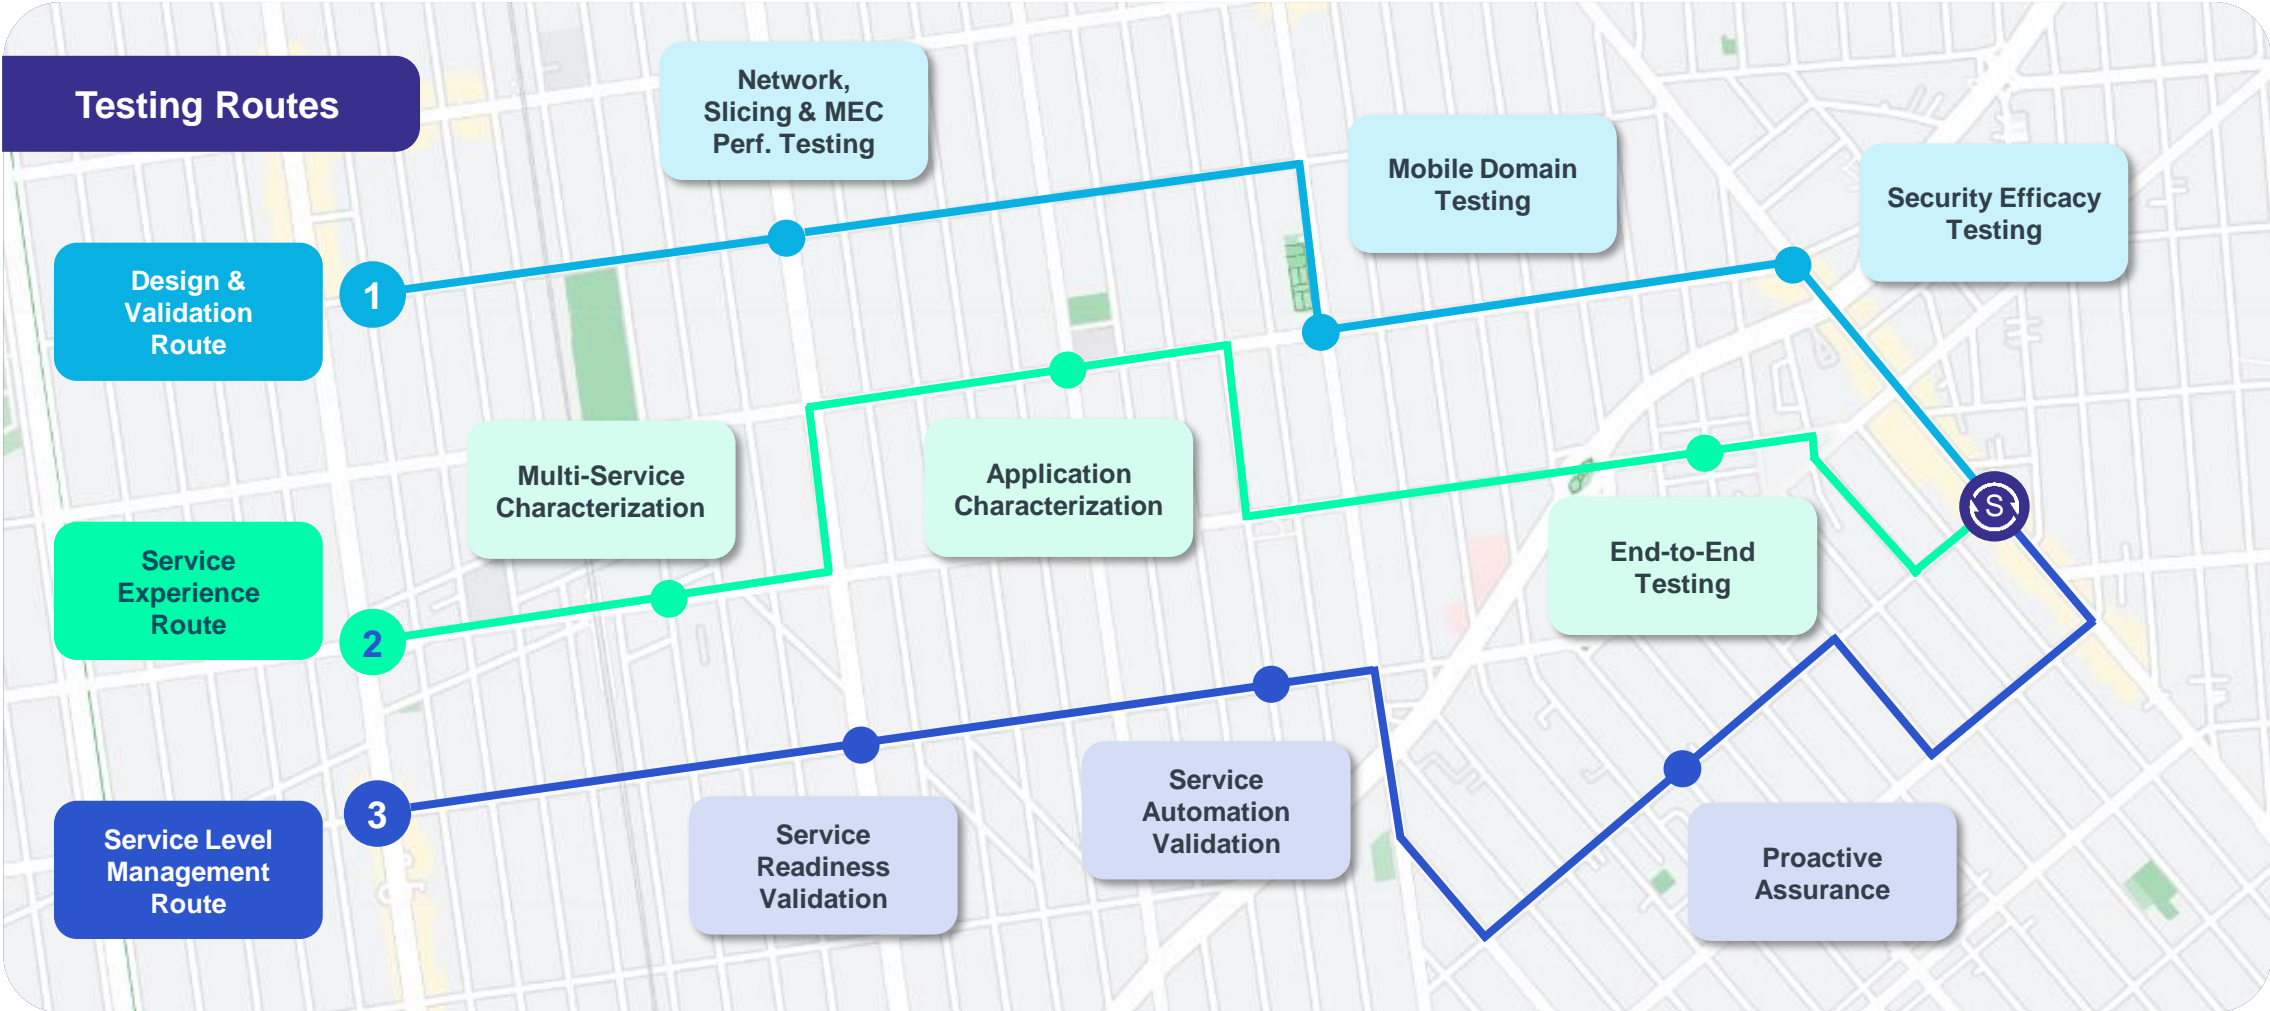 Testing Routes
Network,
Slicing & MEC
Perf. Testing
Mobile Domain
Testing
Security Efficacy
Testing
Design &
Validation
Route
1
Multi-Service
Characterization
Application
Characterization
End-to-End
Testing
S
Service
Experience
Route
2
Service Level
Management
Route
3
Service
Readiness
Validation
Service
Automation
Validation
Proactive
Assurance